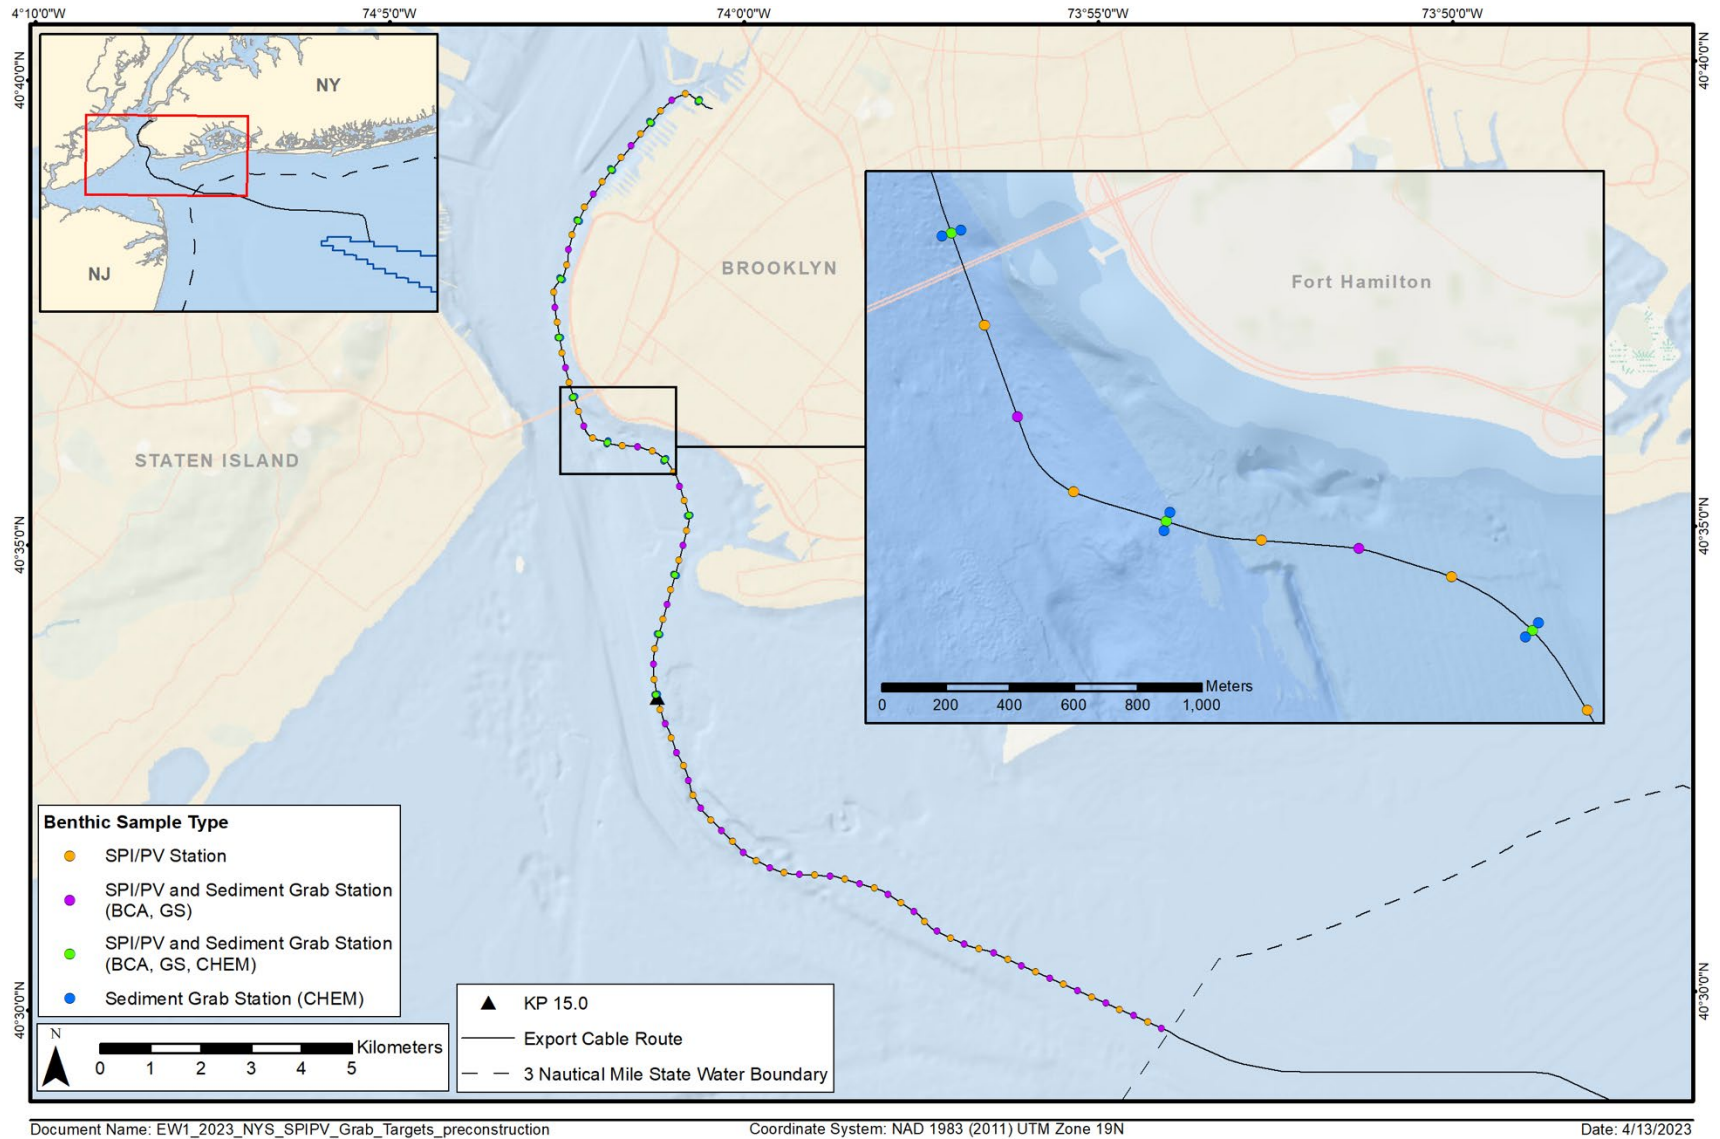 4°10'0"W
74°5'0"W
74°0'0"W
73°55'0"W
73°50'0"W
40°40'0"N
40°40'0"N
NY
NJ
BROOKLYN
Fort Hamilton
STATEN ISLAND
Meters
0 200 400 600 800 1,000
40°35'0"N
40°35'0"N
Benthic Sample Type
SPI/PV Station
SPI/PV and Sediment Grab Station
(BCA, GS)
SPI/PV and Sediment Grab Station
(BCA, GS, CHEM)
Sediment Grab Station (CHEM)
KP 15.0
Export Cable Route
3 Nautical Mile State Water Boundary
N
Kilometers
0 1 2 3 4 5
40°30'0"N
40°30'0"N
Document Name: EW1_2023_NYS_SPIPV_Grab_Targets_preconstruction
Coordinate System: NAD 1983 (2011) UTM Zone 19N
Date: 4/13/2023